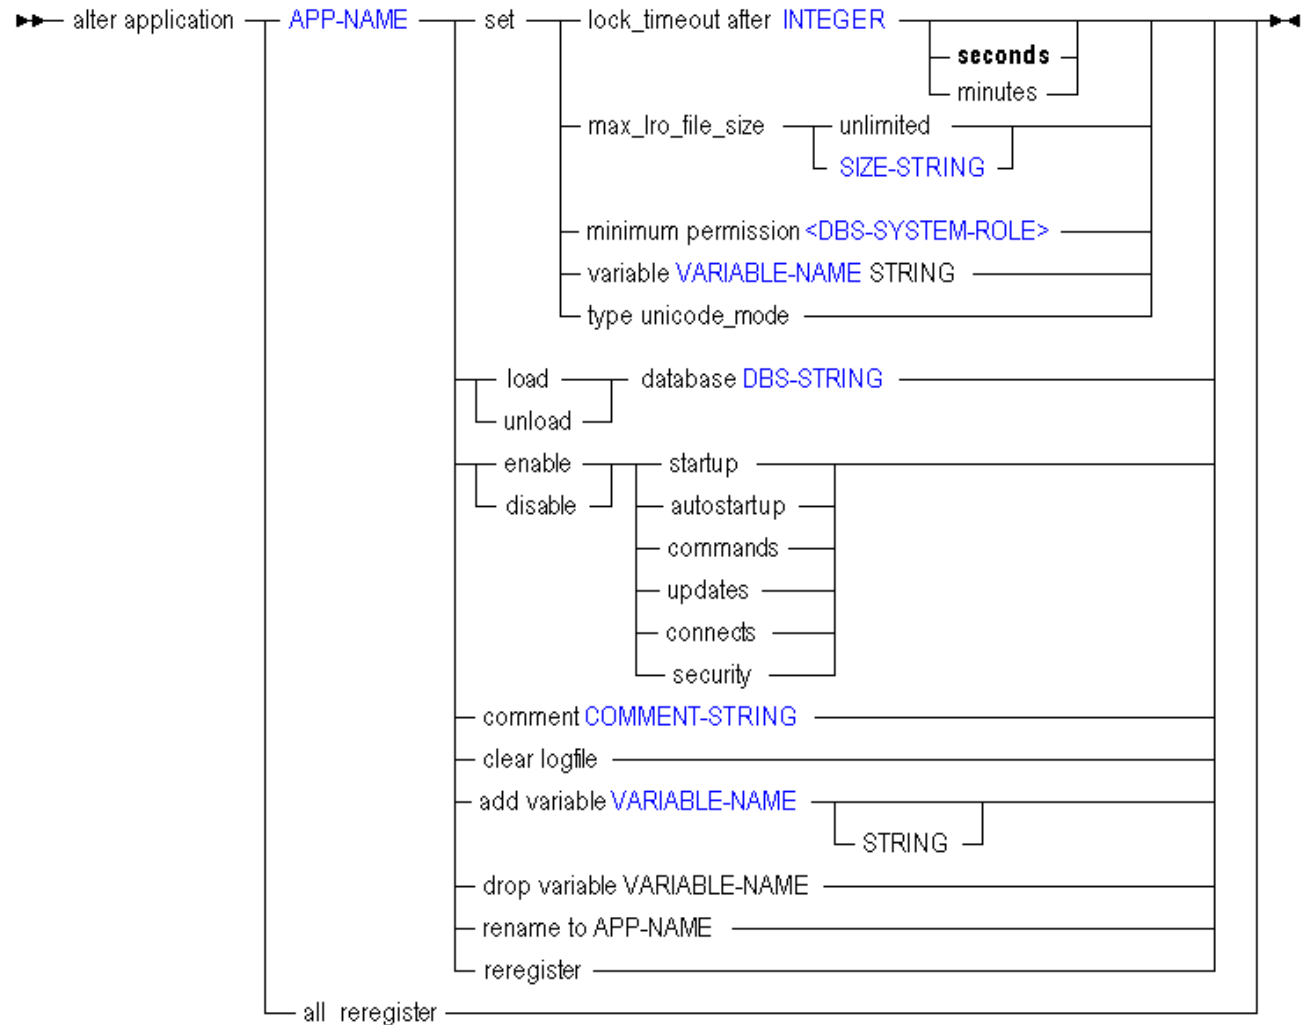 alter application APP-NAME set lock_timeout after INTEGER
seconds
minutes
max_lro_file_size unlimited
SIZE-STRING
minimum permission <DBS-SYSTEM-ROLE>
variable VARIABLE-NAME STRING
type unicode_mode
load database DBS-STRING
unload
enable startup
disable autostartup
commands
updates
connects
security
comment COMMENT-STRING
clear logfile
add variable VARIABLE-NAME
STRING
drop variable VARIABLE-NAME
rename to APP-NAME
reregister
all reregister